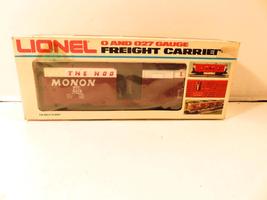 LIONEL
O AND O27 GAUGE
FREIGHT CARRIER
THE HOO
MONON